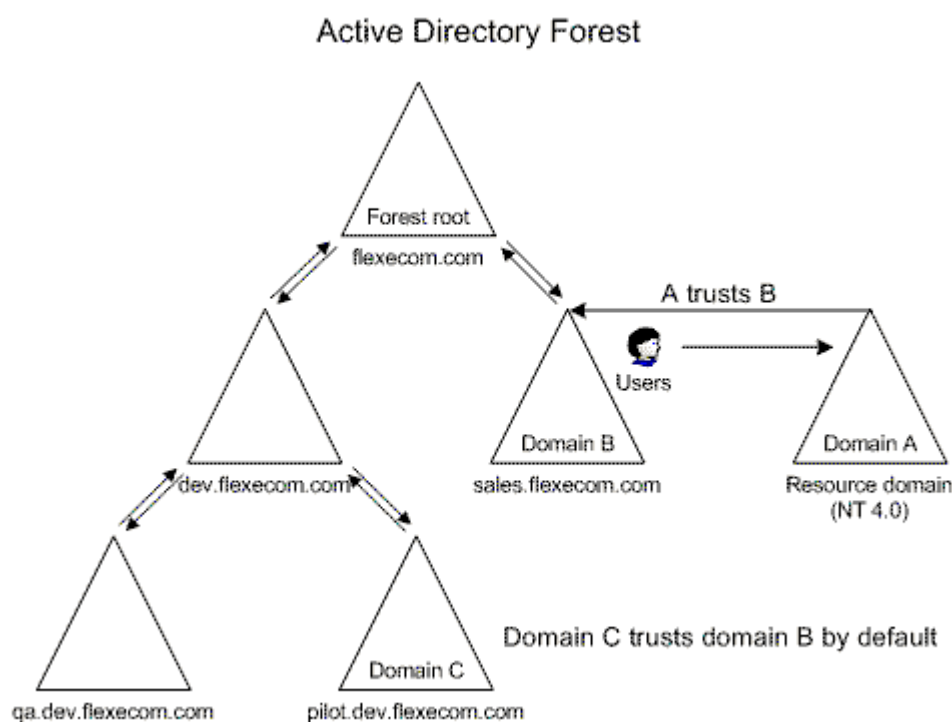 Active Directory Forest
Forest root
flexecom.com
A trusts B
Users
Domain B
Domain A
dev.flexecom.com
sales.flexecom.com
Resource domain
(NT 4.0)
Domain C trusts domain B by default
Domain C
qa.dev.flexecom.com
pilot.dev.flexecom.com